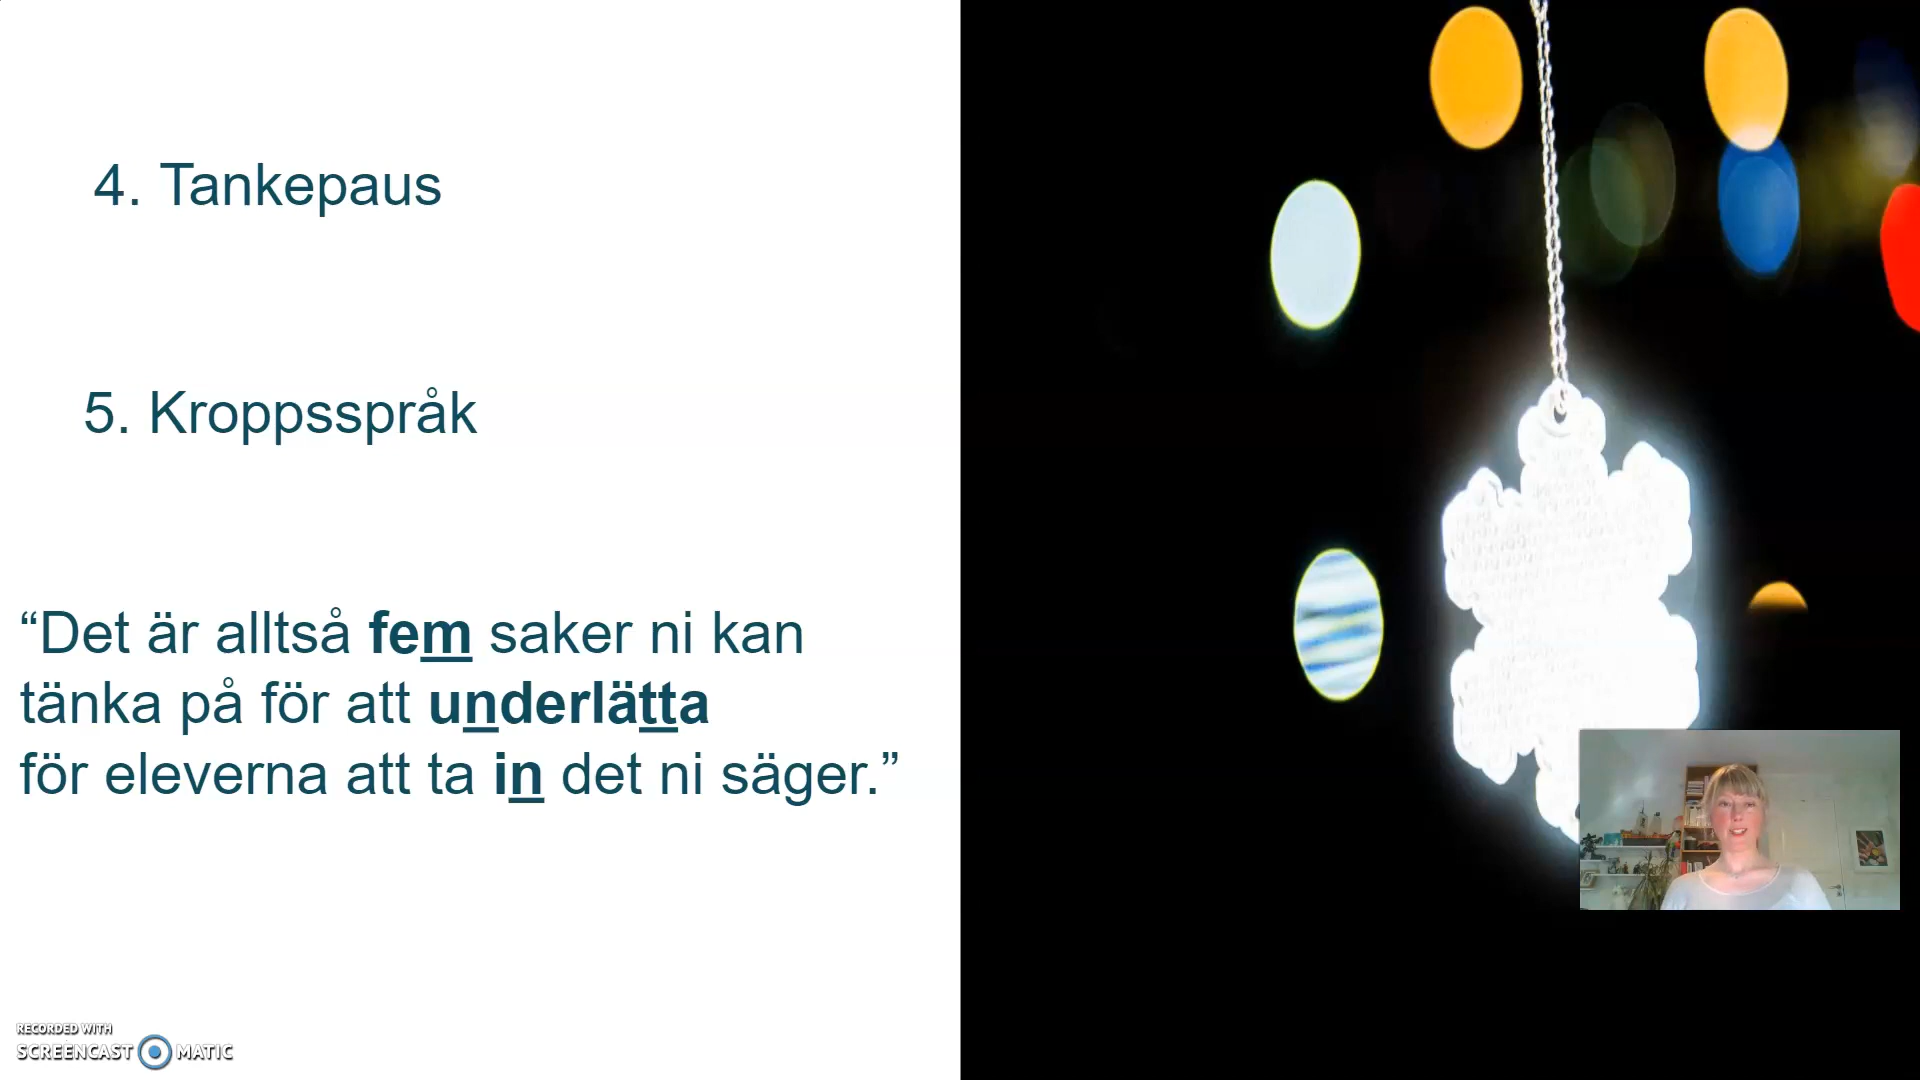 4. Tankepaus
5. Kroppsspråk
“Det är alltså fem saker ni kan
tänka på för att underlätta
för eleverna att ta in det ni säger.”
RECORDED WITH
SCREENCAST MATIC